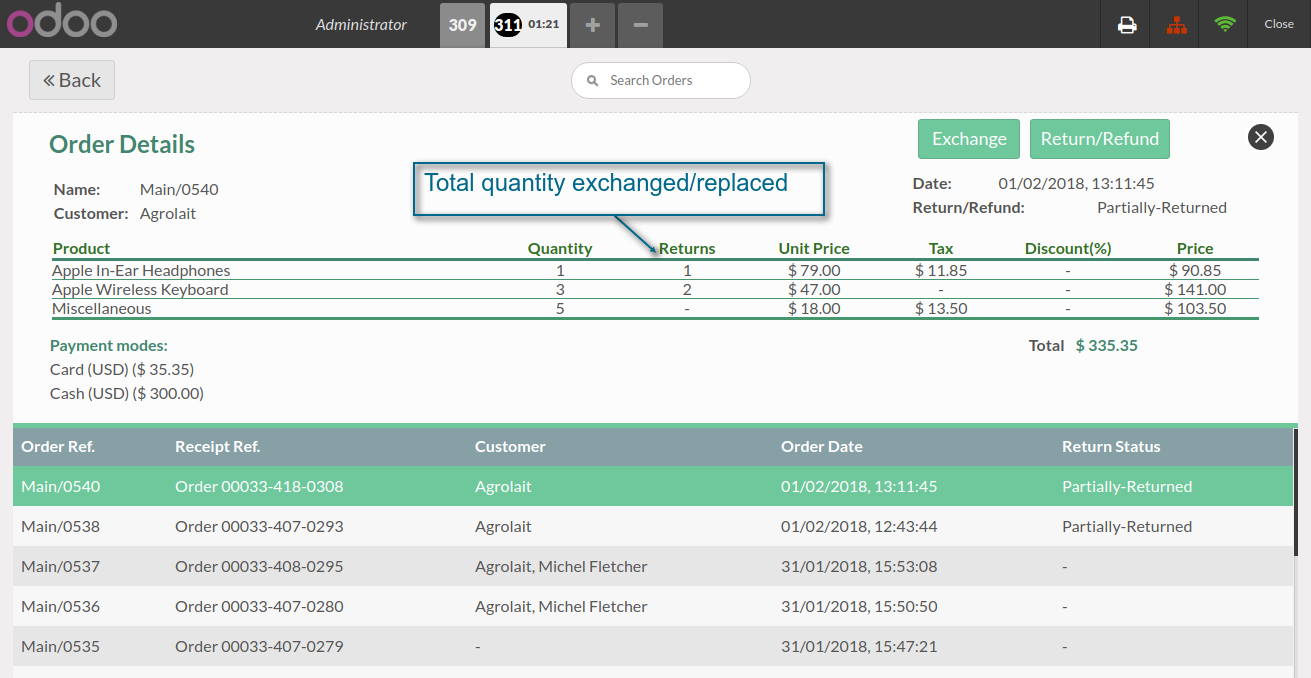 odoo Administrator 309 311 01:21 + − Close
« Back Search Orders
Order Details Exchange Return/Refund
Total quantity exchanged/replaced
Name: Main/0540 Date: 01/02/2018, 13:11:45
Customer: Agrolait Return/Refund: Partially-Returned
Product Quantity Returns Unit Price Tax Discount(%) Price
Apple In-Ear Headphones 1 1 $ 79.00 $ 11.85 - $ 90.85
Apple Wireless Keyboard 3 2 $ 47.00 - - $ 141.00
Miscellaneous 5 - $ 18.00 $ 13.50 - $ 103.50
Payment modes: Total $ 335.35
Card (USD) ($ 35.35)
Cash (USD) ($ 300.00)
Order Ref. Receipt Ref. Customer Order Date Return Status
Main/0540 Order 00033-418-0308 Agrolait 01/02/2018, 13:11:45 Partially-Returned
Main/0538 Order 00033-407-0293 Agrolait 01/02/2018, 12:43:44 Partially-Returned
Main/0537 Order 00033-408-0295 Agrolait, Michel Fletcher 31/01/2018, 15:53:08 -
Main/0536 Order 00033-407-0280 Agrolait, Michel Fletcher 31/01/2018, 15:50:50 -
Main/0535 Order 00033-407-0279 - 31/01/2018, 15:47:21 -